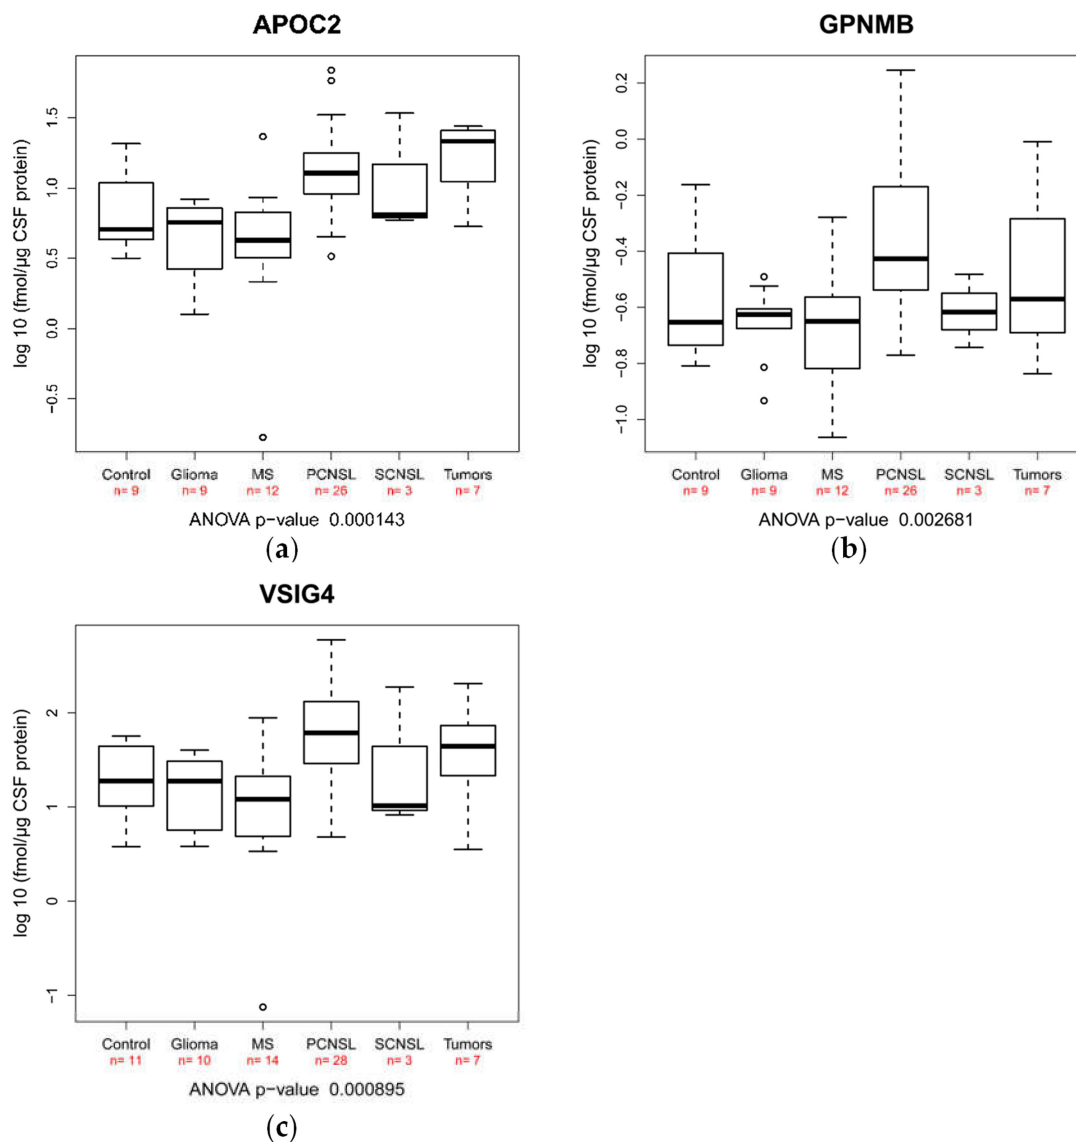 APOC2
log 10 (fmol/µg CSF protein)
1.5
1.0
0.5
0.0
−0.5
Control Glioma MS PCNSL SCNSL Tumors
n= 9 n= 9 n= 12 n= 26 n= 3 n= 7
ANOVA p−value 0.000143
(a)
GPNMB
log 10 (fmol/µg CSF protein)
0.2
0.0
−0.2
−0.4
−0.6
−0.8
−1.0
Control Glioma MS PCNSL SCNSL Tumors
n= 9 n= 9 n= 12 n= 26 n= 3 n= 7
ANOVA p−value 0.002681
(b)
VSIG4
log 10 (fmol/µg CSF protein)
2
1
0
−1
Control Glioma MS PCNSL SCNSL Tumors
n= 11 n= 10 n= 14 n= 28 n= 3 n= 7
ANOVA p−value 0.000895
(c)